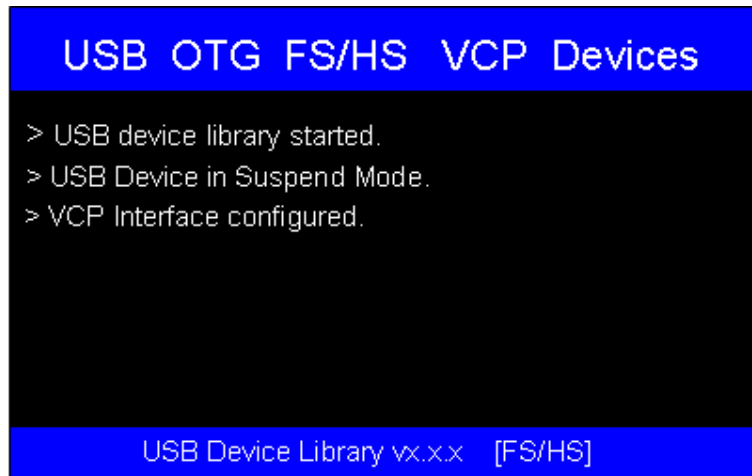 USB OTG FS/HS VCP Devices
> USB device library started.
> USB Device in Suspend Mode.
> VCP Interface configured.
USB Device Library vx.x.x [FS/HS]